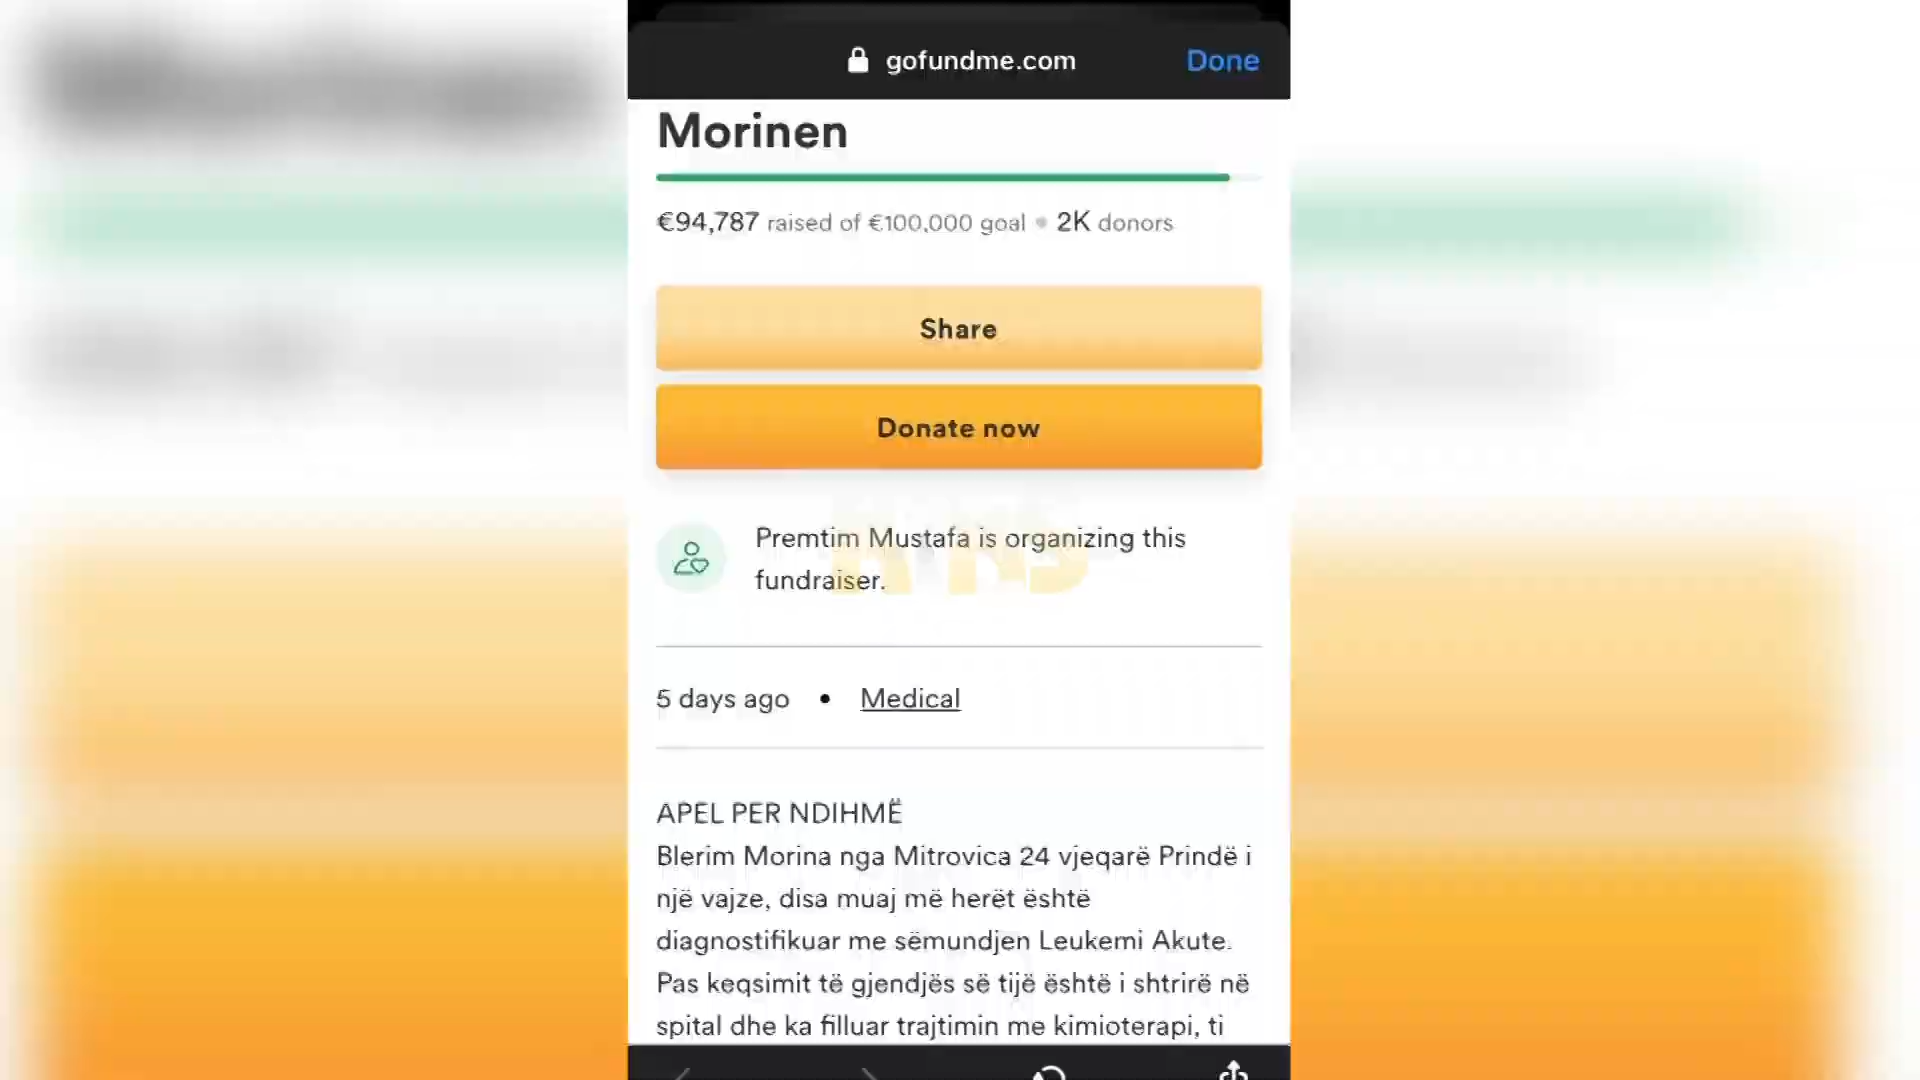 gofundme.com Done
Morinen
€94,787 raised of €100,000 goal • 2K donors
Share
Donate now
Premtim Mustafa is organizing this
fundraiser.
5 days ago • Medical
APEL PER NDIHMË
Blerim Morina nga Mitrovica 24 vjeqarë Prindë i
një vajze, disa muaj më herët është
diagnostifikuar me sëmundjen Leukemi Akute.
Pas keqsimit të gjendjës së tijë është i shtrirë në
spital dhe ka filluar trajtimin me kimioterapi, ti